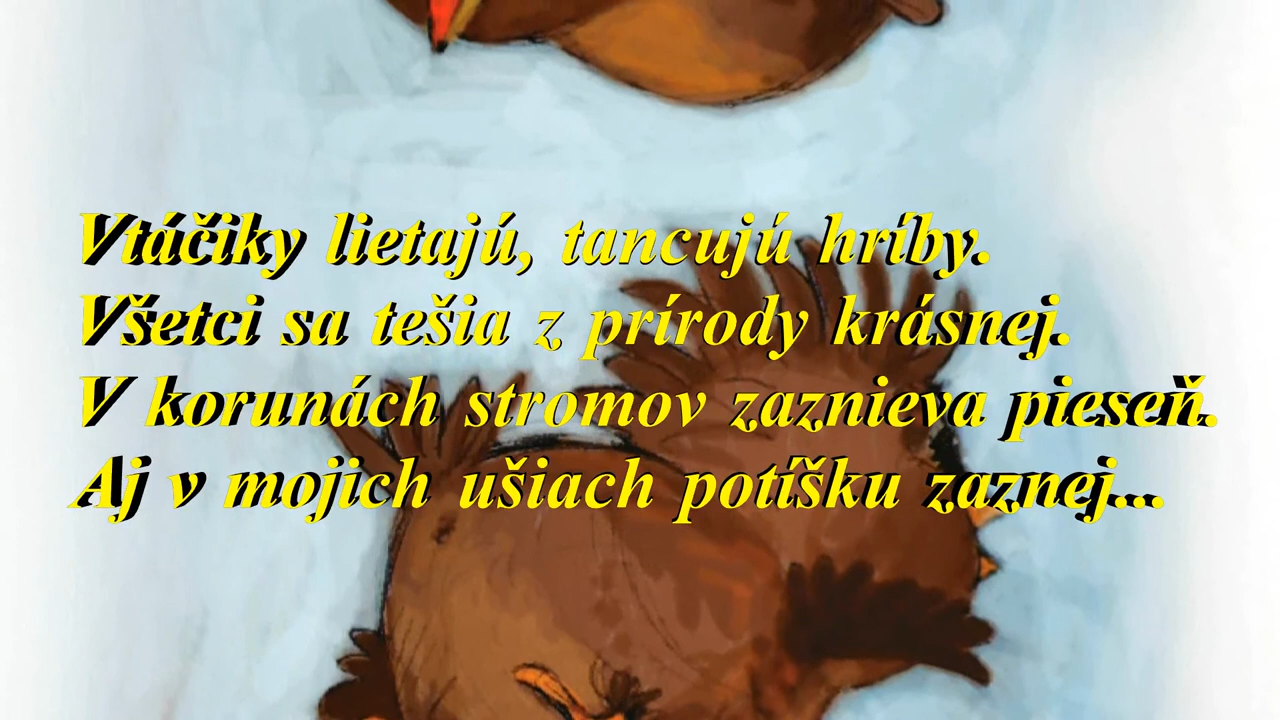 Vtáčiky lietajú, tancujú hríby.
Všetci sa tešia z prírody krásnej.
V korunách stromov zaznieva pieseň.
Aj v mojich ušiach potíšku zaznej...